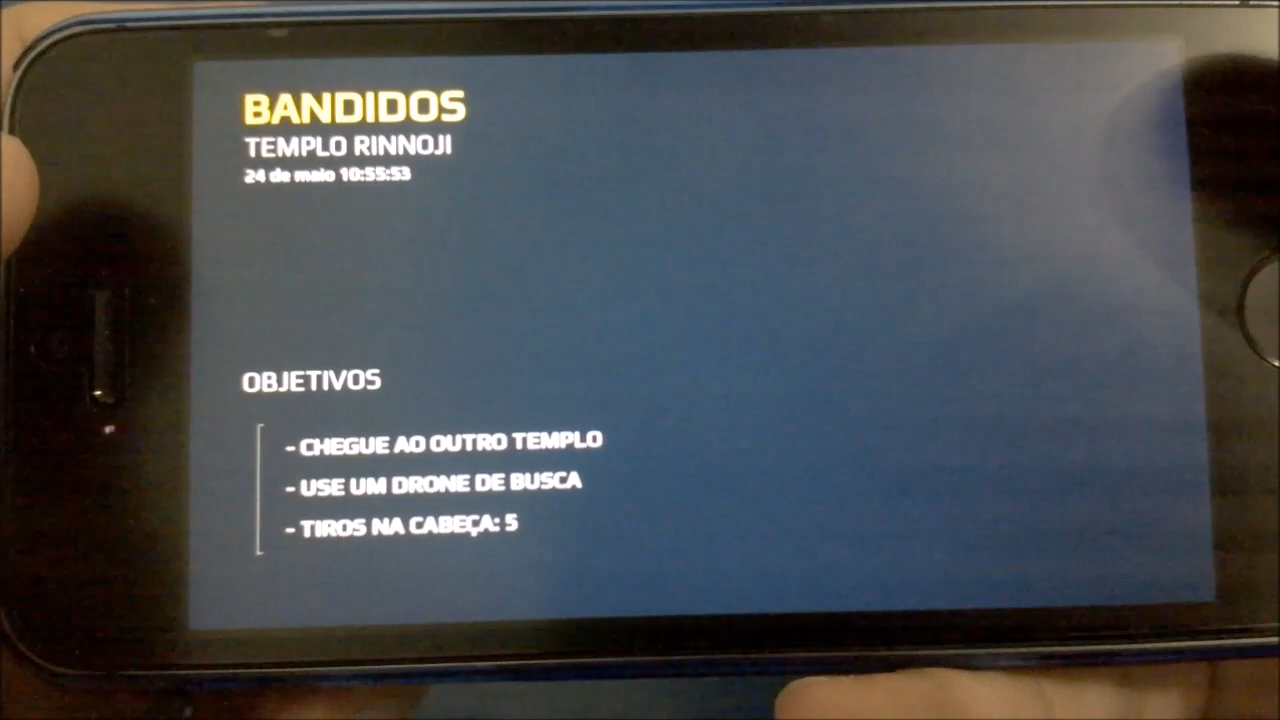 BANDIDOS
TEMPLO RINNOJI
24 de maio 10:55:53
OBJETIVOS
- CHEGUE AO OUTRO TEMPLO
- USE UM DRONE DE BUSCA
- TIROS NA CABEÇA: 5